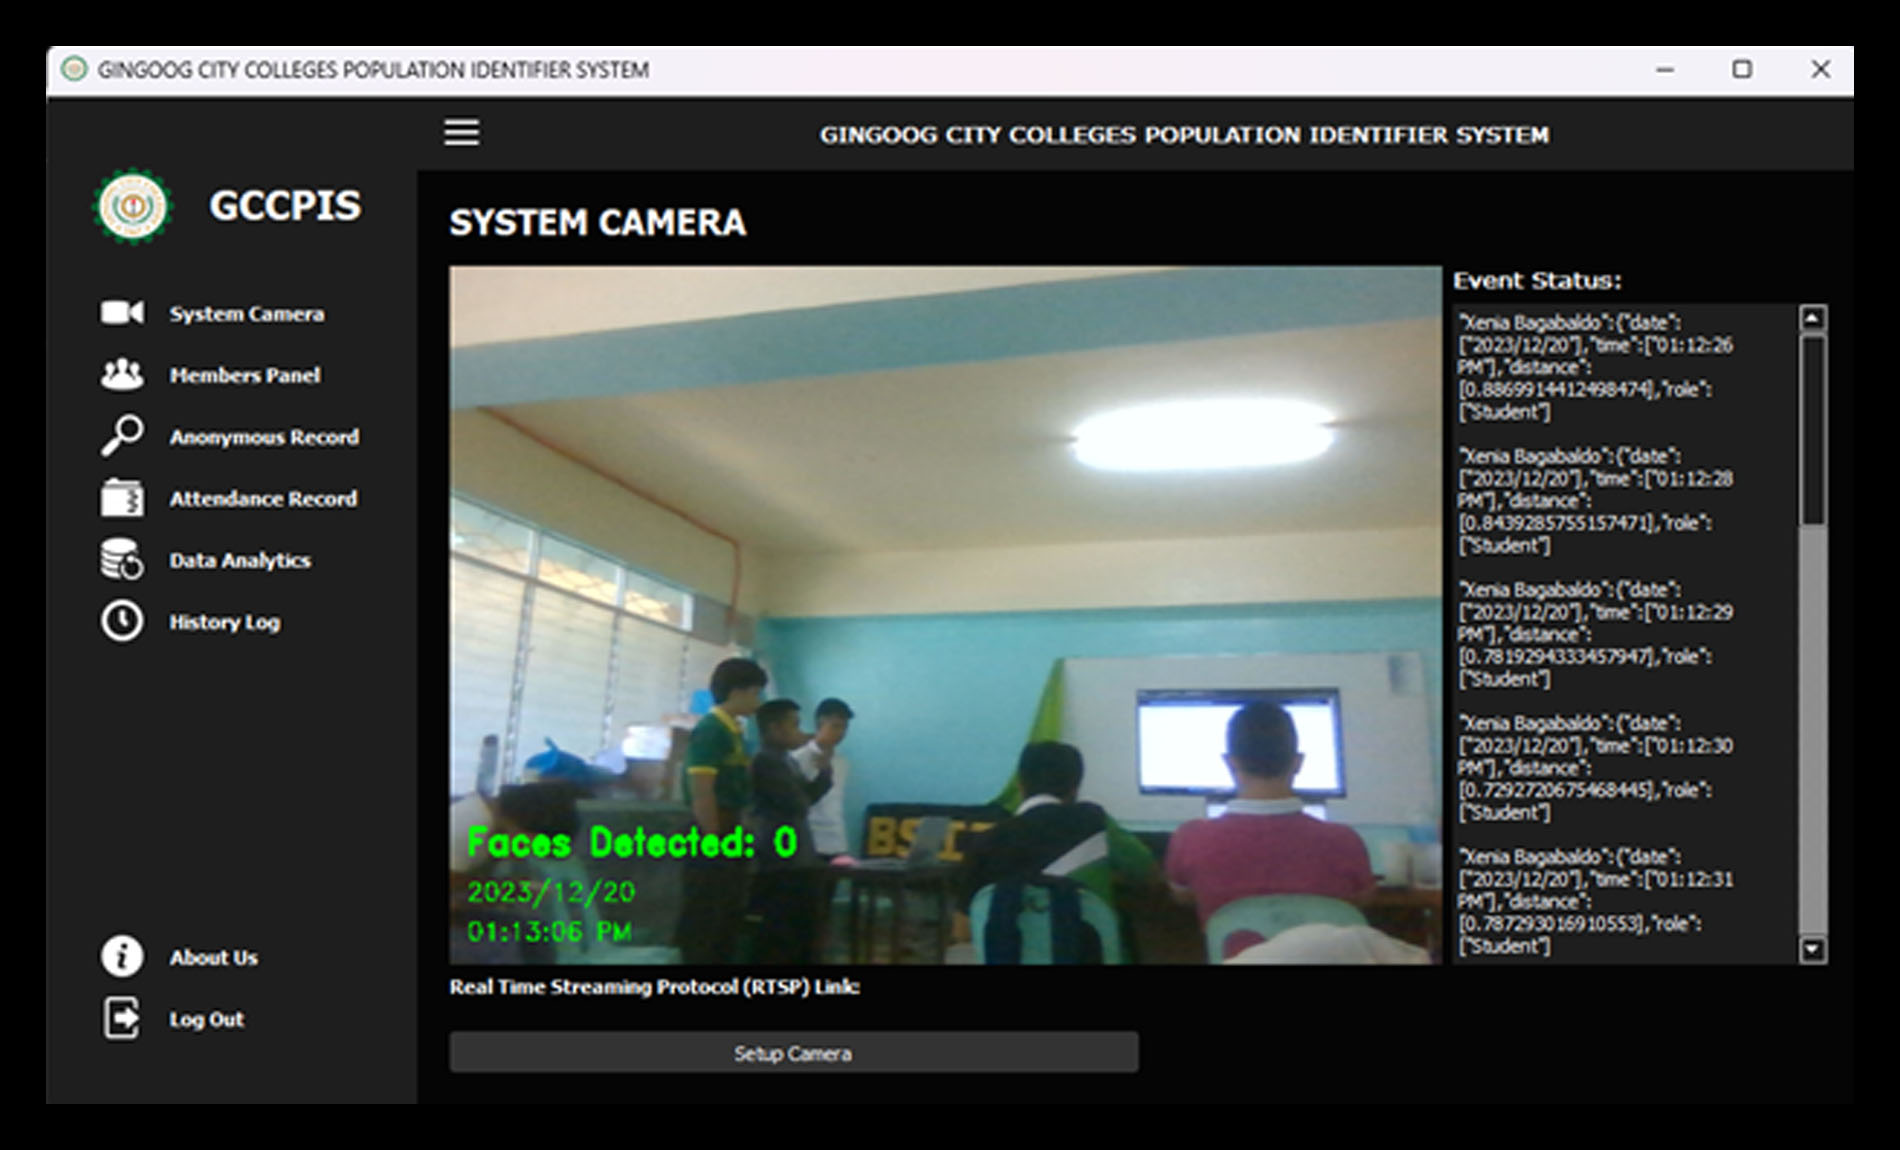 GINGOOG CITY COLLEGES POPULATION IDENTIFIER SYSTEM
GINGOOG CITY COLLEGES POPULATION IDENTIFIER SYSTEM
GCCPIS
System Camera
Members Panel
Anonymous Record
Attendance Record
Data Analytics
History Log
About Us
Log Out
SYSTEM CAMERA
BSIT
Faces Detected: 0
2023/12/20
01:13:06 PM
Real Time Streaming Protocol (RTSP) Link:
Setup Camera
Event Status:
"Xenia Bagabaldo":{"date":
["2023/12/20"],"time":["01:12:26
PM"],"distance":
[0.8869914412498474],"role":
["Student"]
"Xenia Bagabaldo":{"date":
["2023/12/20"],"time":["01:12:28
PM"],"distance":
[0.8439285755157471],"role":
["Student"]
"Xenia Bagabaldo":{"date":
["2023/12/20"],"time":["01:12:29
PM"],"distance":
[0.7819294333457947],"role":
["Student"]
"Xenia Bagabaldo":{"date":
["2023/12/20"],"time":["01:12:30
PM"],"distance":
[0.7292720675468445],"role":
["Student"]
"Xenia Bagabaldo":{"date":
["2023/12/20"],"time":["01:12:31
PM"],"distance":
[0.787293016910553],"role":
["Student"]